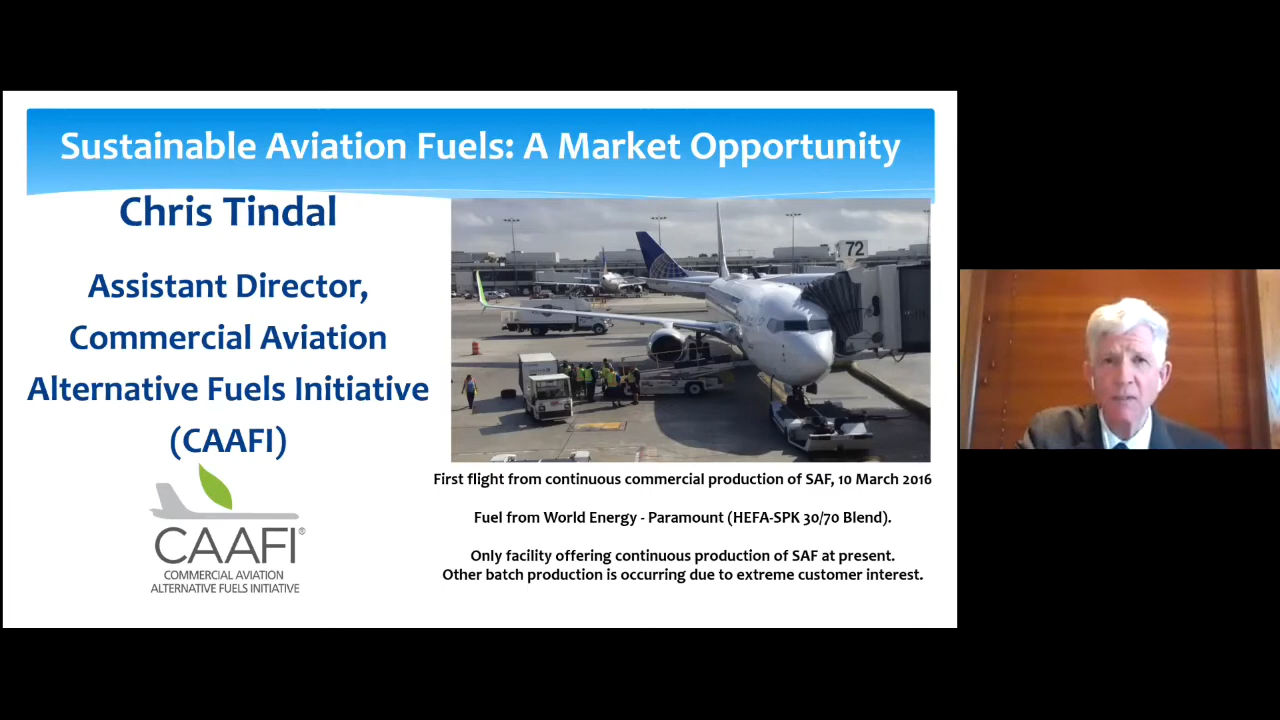 Sustainable Aviation Fuels: A Market Opportunity
Chris Tindal
Assistant Director,
Commercial Aviation
Alternative Fuels Initiative
(CAAFI)
CAAFI®
COMMERCIAL AVIATION
ALTERNATIVE FUELS INITIATIVE
72
First flight from continuous commercial production of SAF, 10 March 2016
Fuel from World Energy - Paramount (HEFA-SPK 30/70 Blend).
Only facility offering continuous production of SAF at present.
Other batch production is occurring due to extreme customer interest.